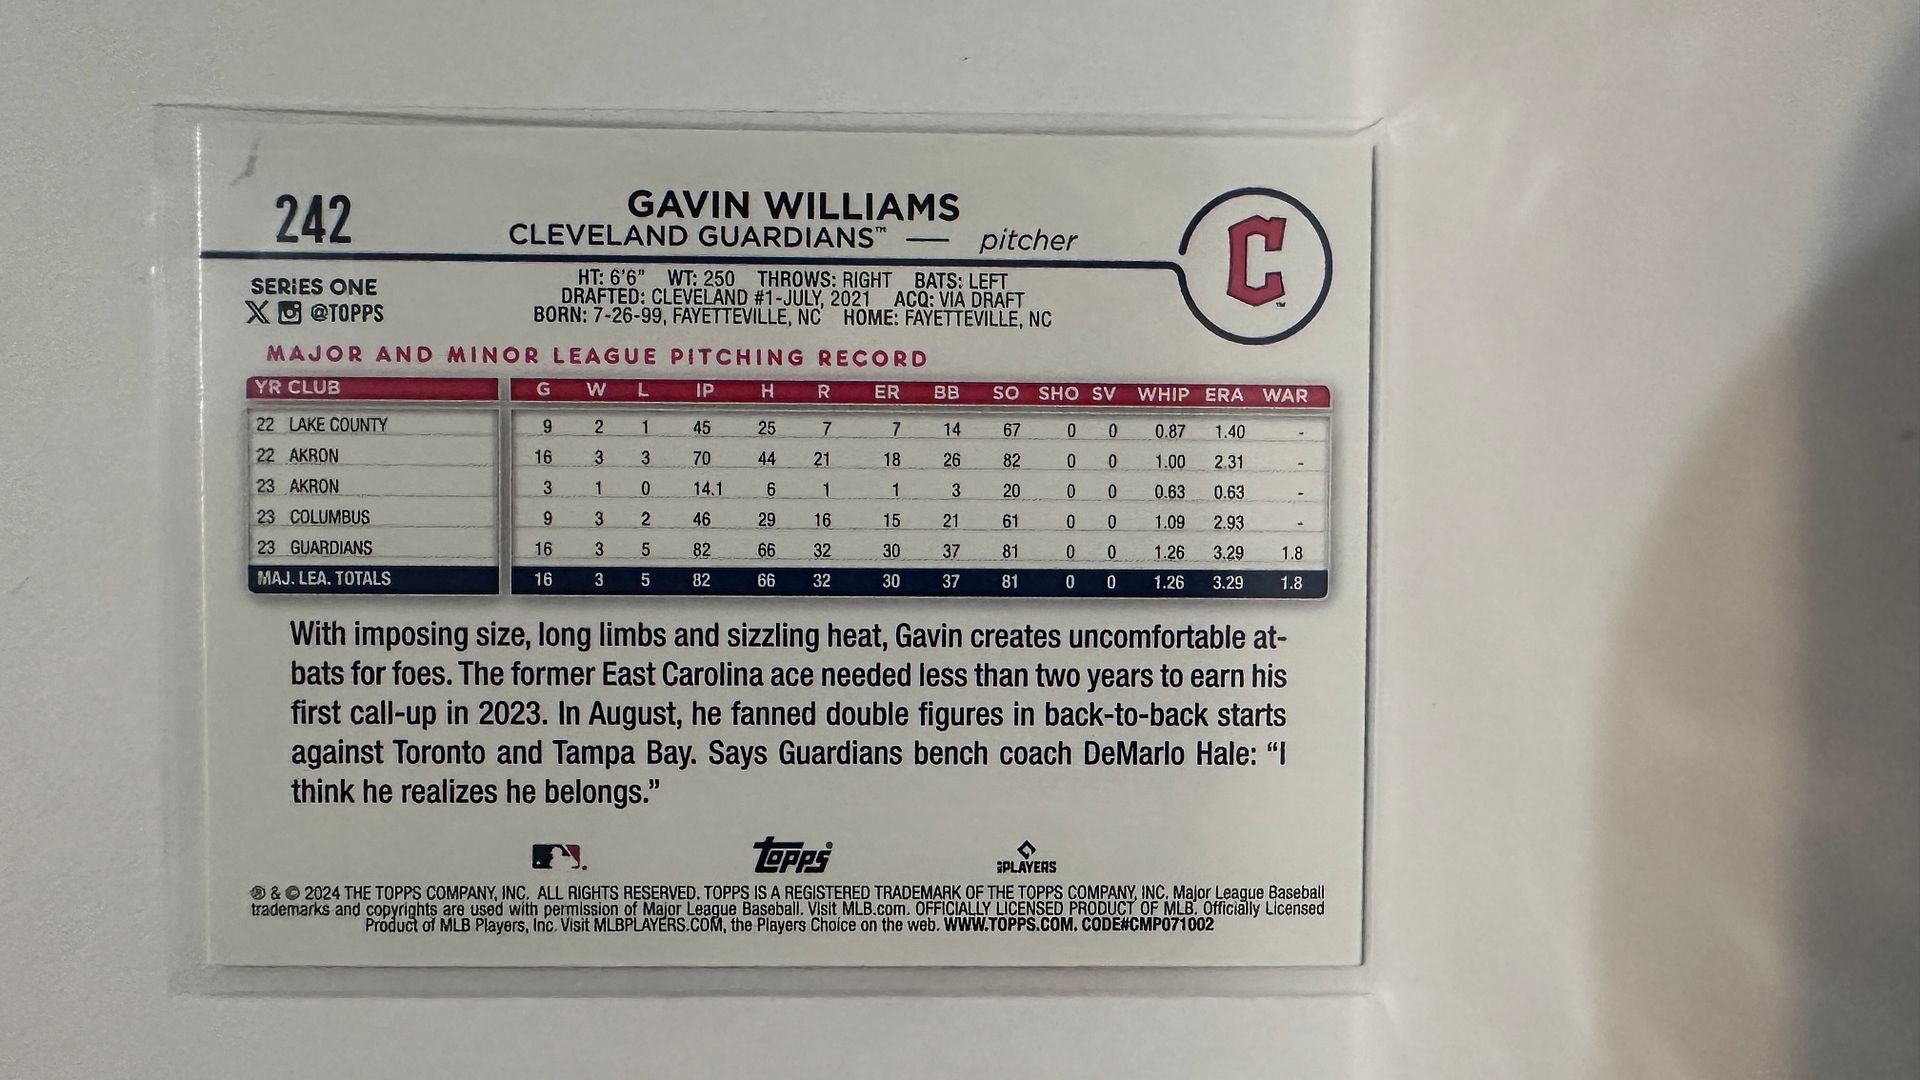 242
GAVIN WILLIAMS
CLEVELAND GUARDIANS™ — pitcher
C™
SERIES ONE
X @TOPPS
HT: 6'6" WT: 250 THROWS: RIGHT BATS: LEFT
DRAFTED: CLEVELAND #1-JULY, 2021 ACQ: VIA DRAFT
BORN: 7-26-99, FAYETTEVILLE, NC HOME: FAYETTEVILLE, NC
MAJOR AND MINOR LEAGUE PITCHING RECORD
YR CLUB G W L IP H R ER BB SO SHO SV WHIP ERA WAR
22 LAKE COUNTY 9 2 1 45 25 7 7 14 67 0 0 0.87 1.40 -
22 AKRON 16 3 3 70 44 21 18 26 82 0 0 1.00 2.31 -
23 AKRON 3 1 0 14.1 6 1 1 3 20 0 0 0.63 0.63 -
23 COLUMBUS 9 3 2 46 29 16 15 21 61 0 0 1.09 2.93 -
23 GUARDIANS 16 3 5 82 66 32 30 37 81 0 0 1.26 3.29 1.8
MAJ. LEA. TOTALS 16 3 5 82 66 32 30 37 81 0 0 1.26 3.29 1.8
With imposing size, long limbs and sizzling heat, Gavin creates uncomfortable at-
bats for foes. The former East Carolina ace needed less than two years to earn his
first call-up in 2023. In August, he fanned double figures in back-to-back starts
against Toronto and Tampa Bay. Says Guardians bench coach DeMarlo Hale: “I
think he realizes he belongs.”
topps®
MLBPLAYERS
® & © 2024 THE TOPPS COMPANY, INC. ALL RIGHTS RESERVED. TOPPS IS A REGISTERED TRADEMARK OF THE TOPPS COMPANY, INC. Major League Baseball
trademarks and copyrights are used with permission of Major League Baseball. Visit MLB.com. OFFICIALLY LICENSED PRODUCT OF MLB. Officially Licensed
Product of MLB Players, Inc. Visit MLBPLAYERS.COM, the Players Choice on the web. WWW.TOPPS.COM. CODE#CMP071002